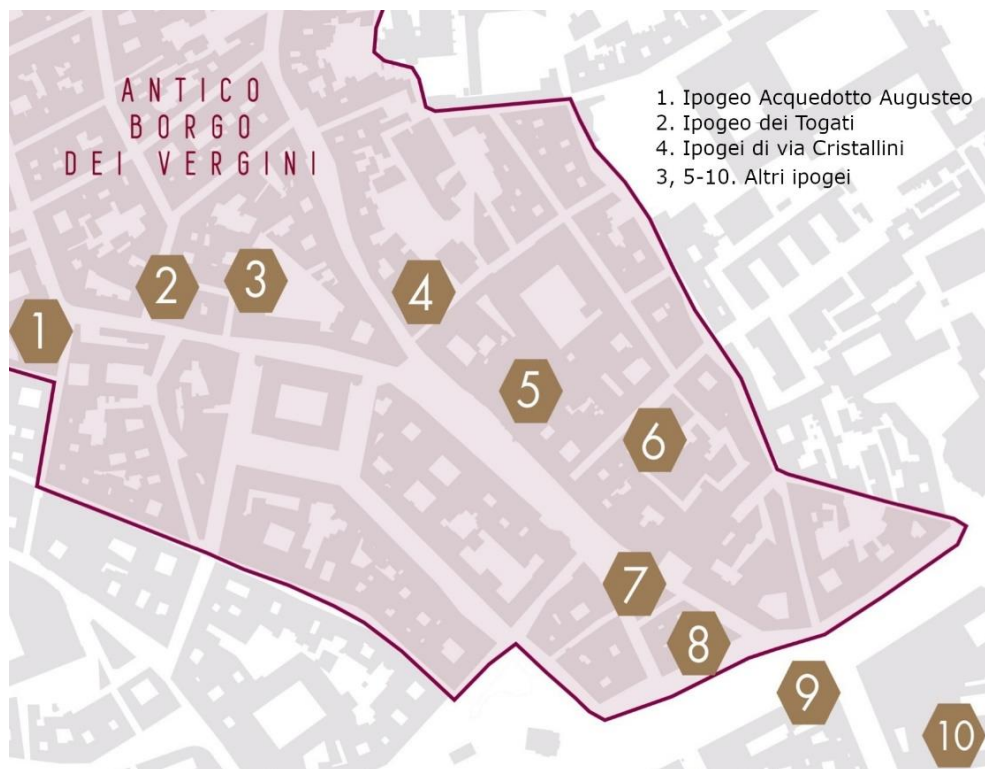 ANTICO
BORGO
DEI VERGINI
1. Ipogeo Acquedotto Augusteo
2. Ipogeo dei Togati
4. Ipogei di via Cristallini
3, 5-10. Altri ipogei
1
2
3
4
5
6
7
8
9
10